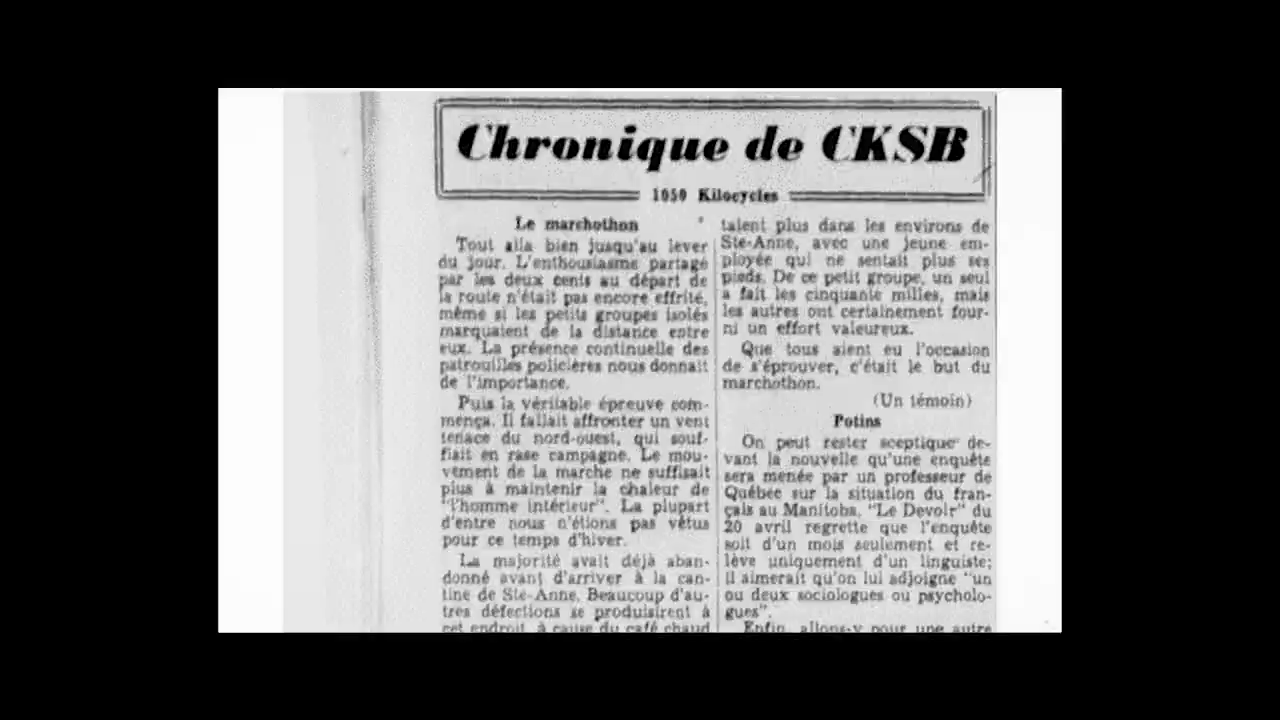 Chronique de CKSB
1050 Kilocycles
Le marchothon
Tout alla bien jusqu'au lever
du jour. L'enthousiasme partagé
par les deux cents au départ de
la route n'était pas encore effrité,
même si les petits groupes isolés
marquaient de la distance entre
eux. La présence continuelle des
patrouilles policières nous donnait
de l'importance.
Puis la véritable épreuve com-
mença. Il fallait affronter un vent
tenace du nord-ouest, qui souf-
flait en rase campagne. Le mou-
vement de la marche ne suffisait
plus à maintenir la chaleur de
"l'homme intérieur". La plupart
d'entre nous n'étions pas vêtus
pour ce temps d'hiver.
La majorité avait déjà aban-
donné avant d'arriver à la can-
tine de Ste-Anne. Beaucoup d'au-
tres défections se produisirent à
cet endroit, à cause du café chaud
taient plus dans les environs de
Ste-Anne, avec une jeune em-
ployée qui ne sentait plus ses
pieds. De ce petit groupe, un seul
a fait les cinquante milles, mais
les autres ont certainement four-
ni un effort valeureux.
Que tous aient eu l'occasion
de s'éprouver, c'était le but du
marchothon.
(Un témoin)
Potins
On peut rester sceptique de-
vant la nouvelle qu'une enquête
sera menée par un professeur de
Québec sur la situation du fran-
çais au Manitoba. "Le Devoir" du
20 avril regrette que l'enquête
soit d'un mois seulement et re-
lève uniquement d'un linguiste;
il aimerait qu'on lui adjoigne "un
ou deux sociologues ou psycholo-
gues".
Enfin, allons-y pour une autre